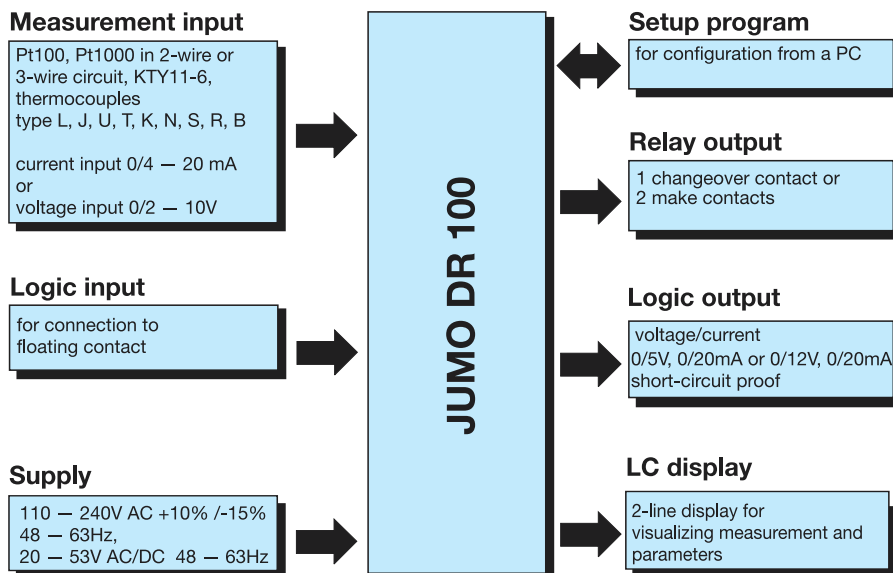 Measurement input
Pt100, Pt1000 in 2-wire or
3-wire circuit, KTY11-6,
thermocouples
type L, J, U, T, K, N, S, R, B
current input 0/4 — 20 mA
or
voltage input 0/2 — 10V
Logic input
for connection to
floating contact
Supply
110 — 240V AC +10% /-15%
48 — 63Hz,
20 — 53V AC/DC 48 — 63Hz
JUMO DR 100
Setup program
for configuration from a PC
Relay output
1 changeover contact or
2 make contacts
Logic output
voltage/current
0/5V, 0/20mA or 0/12V, 0/20mA
short-circuit proof
LC display
2-line display for
visualizing measurement and
parameters